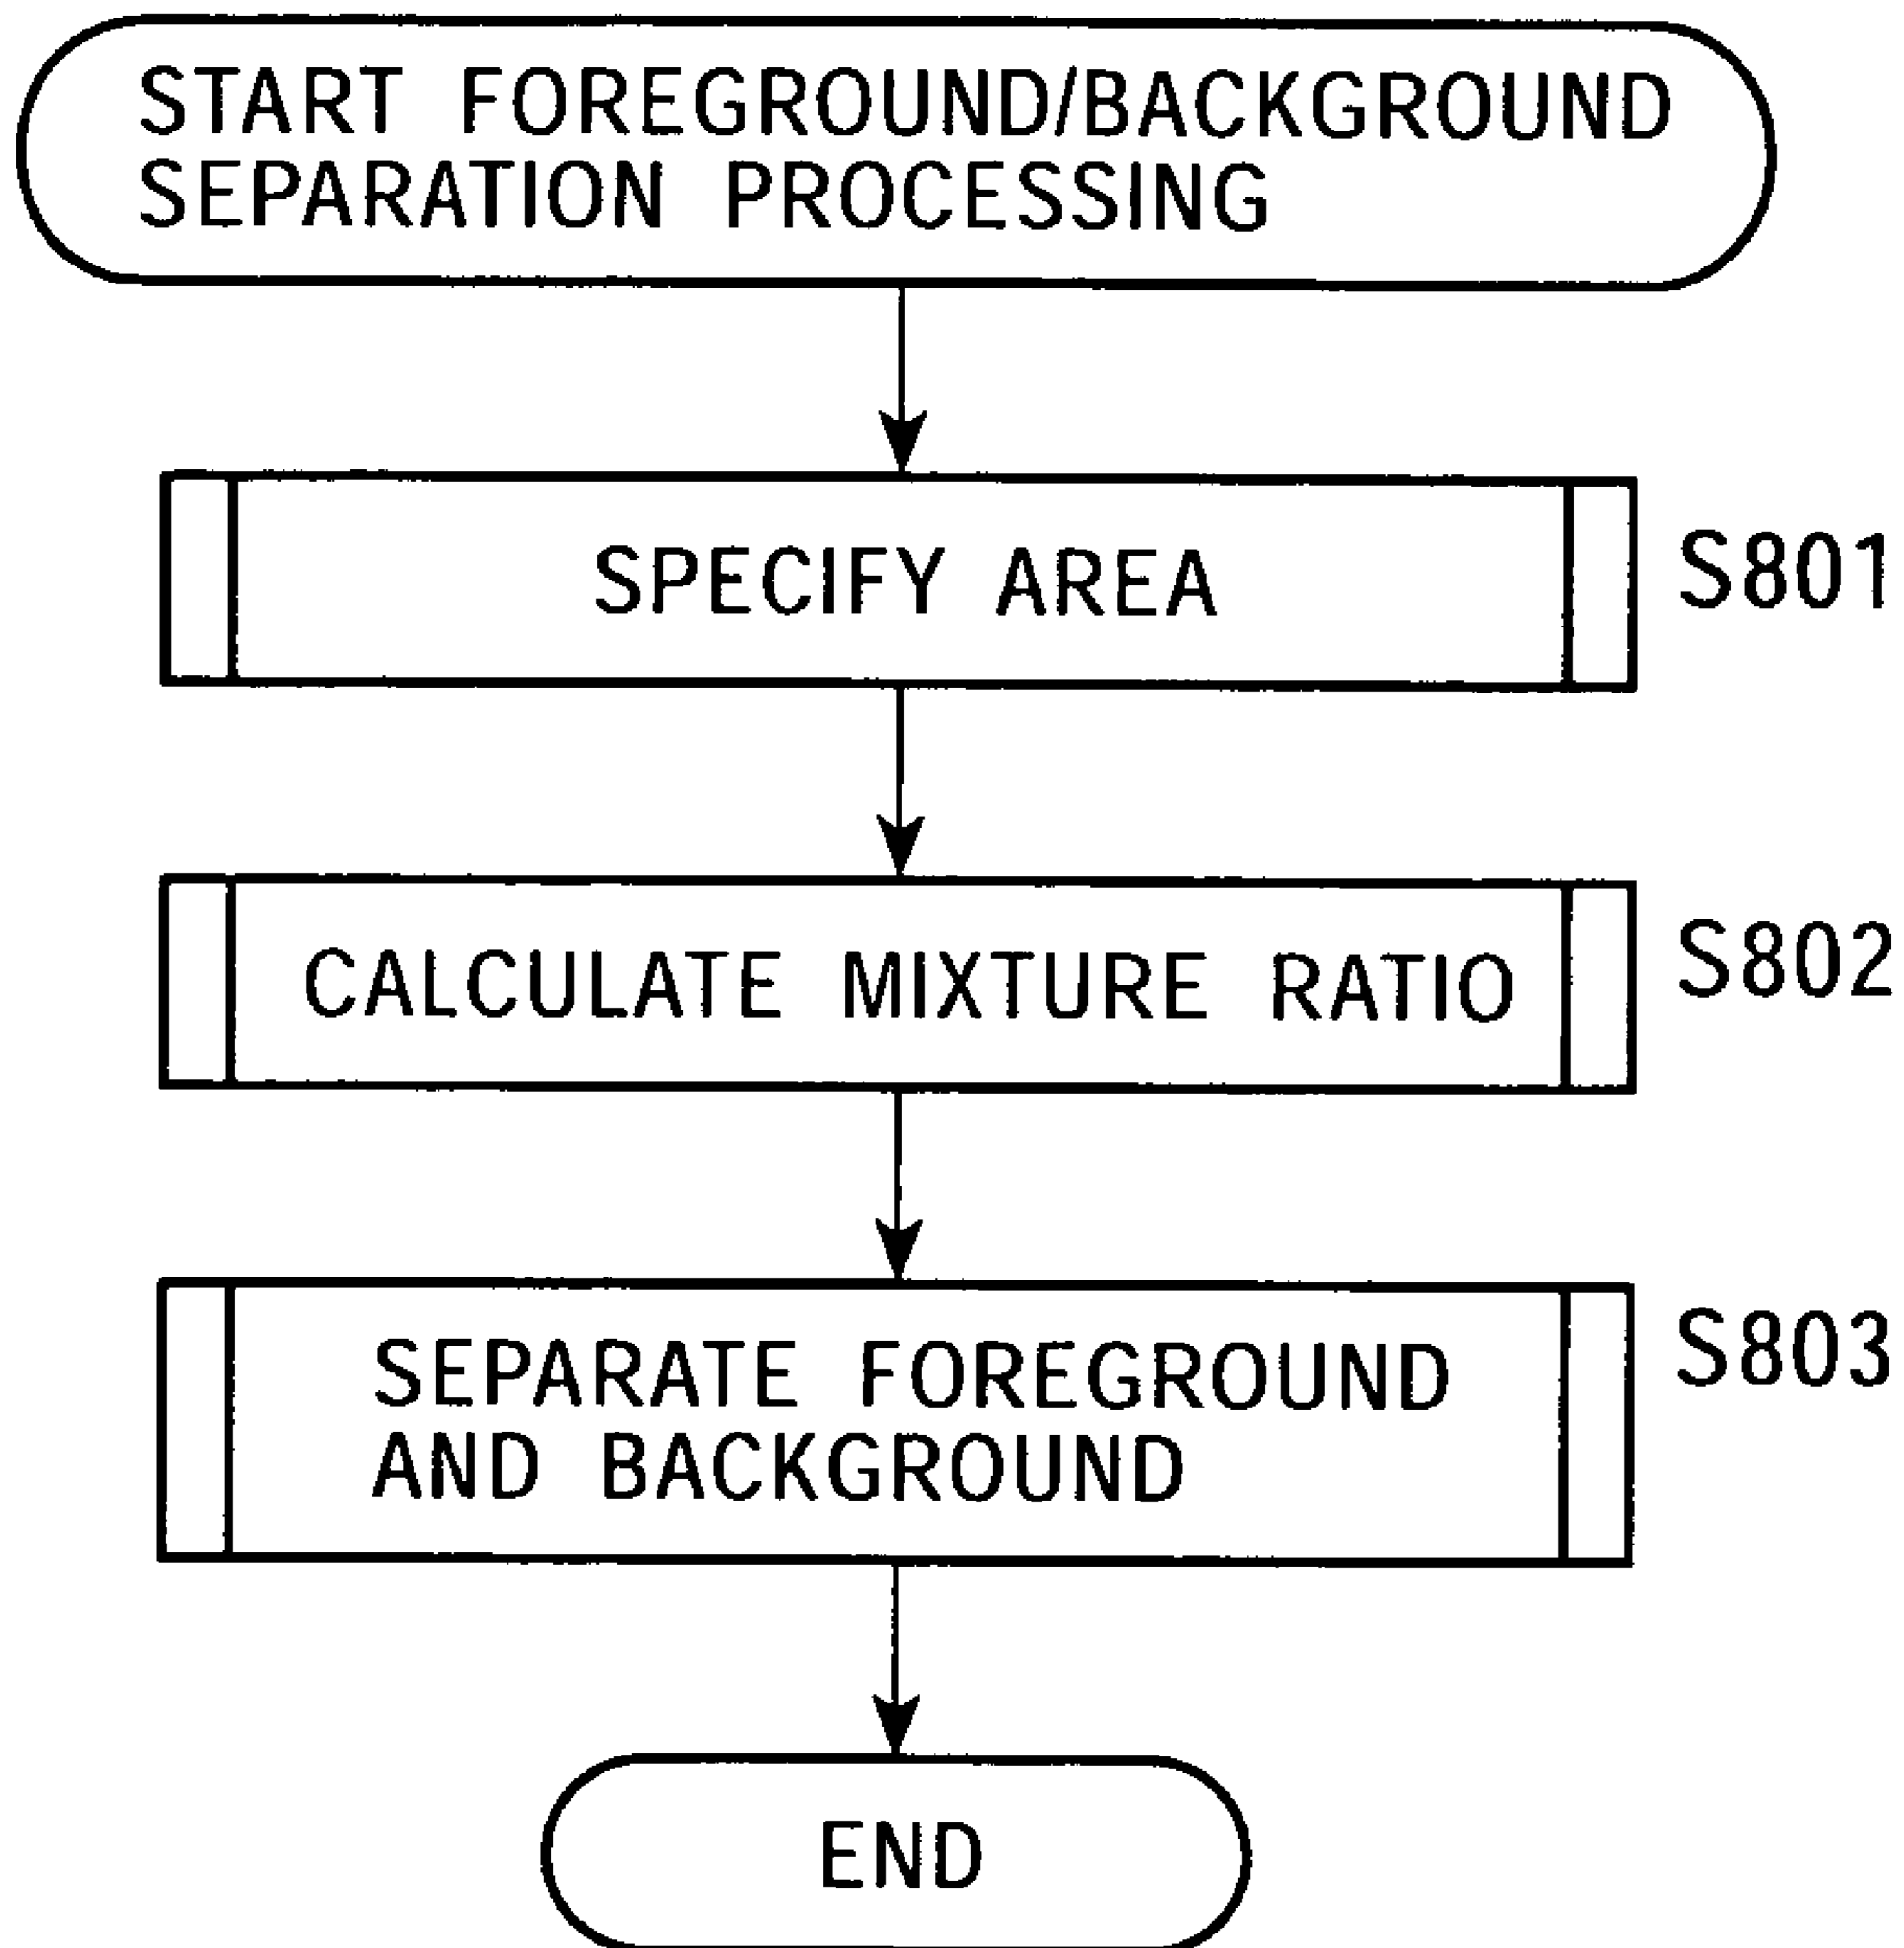 START FOREGROUND/BACKGROUND
SEPARATION PROCESSING
SPECIFY AREA
S801
CALCULATE MIXTURE RATIO
S802
SEPARATE FOREGROUND
AND BACKGROUND
S803
END